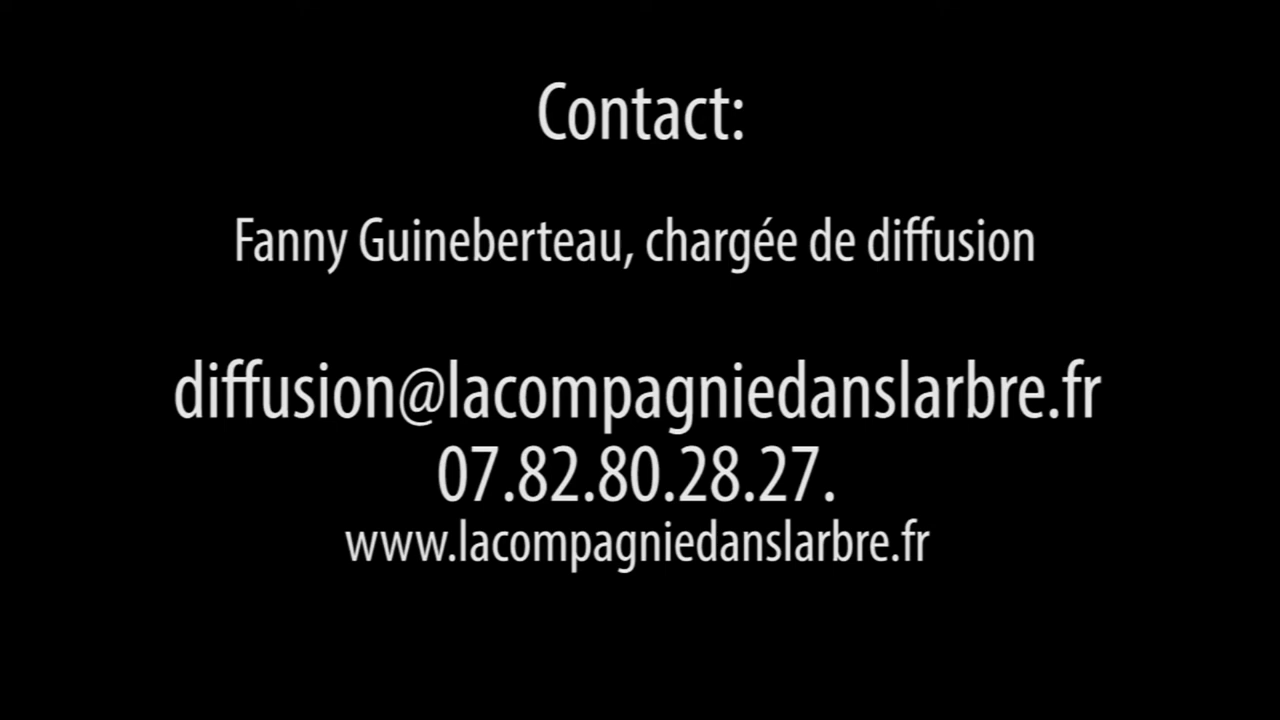 Contact:
Fanny Guineberteau, chargée de diffusion
diffusion@lacompagniedanslarbre.fr
07.82.80.28.27.
www.lacompagniedanslarbre.fr